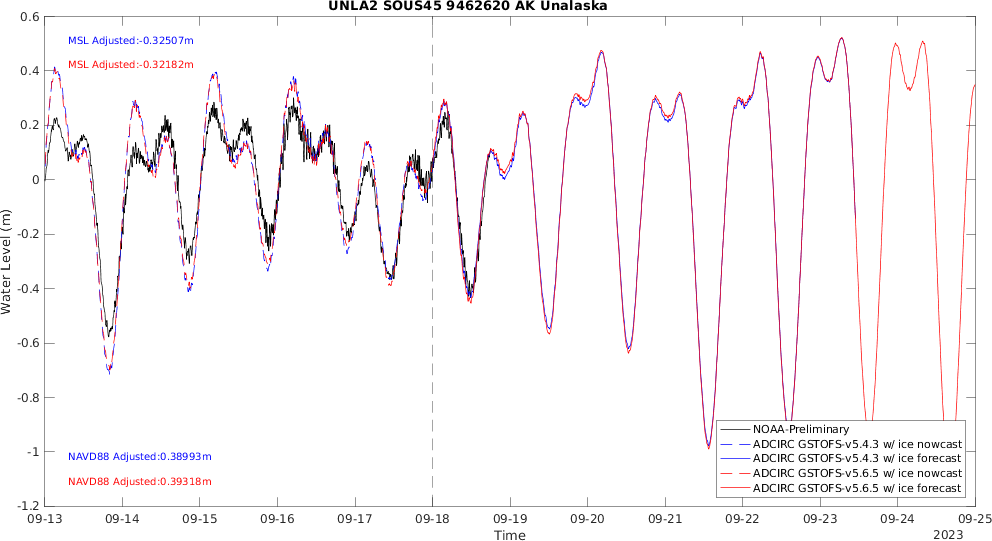 UNLA2 SOUS45 9462620 AK Unalaska
MSL Adjusted:-0.32507m
MSL Adjusted:-0.32182m
0.6
0.4
0.2
0
-0.2
-0.4
-0.6
-0.8
-1
-1.2
Water Level (m)
NAVD88 Adjusted:0.38993m
NAVD88 Adjusted:0.39318m
NOAA-Preliminary
ADCIRC GSTOFS-v5.4.3 w/ ice nowcast
ADCIRC GSTOFS-v5.4.3 w/ ice forecast
ADCIRC GSTOFS-v5.6.5 w/ ice nowcast
ADCIRC GSTOFS-v5.6.5 w/ ice forecast
09-13 09-14 09-15 09-16 09-17 09-18 09-19 09-20 09-21 09-22 09-23 09-24 09-25
Time
2023